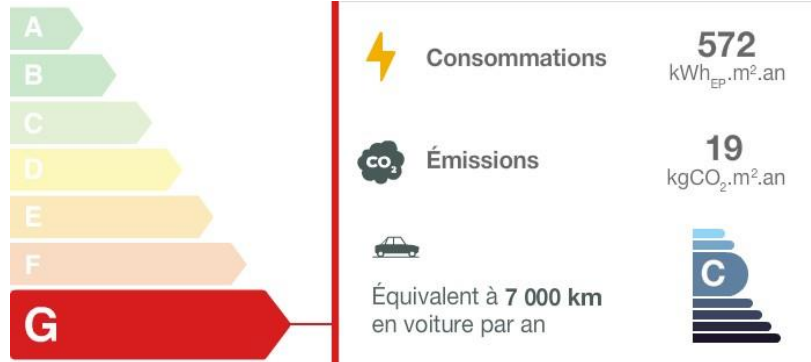 A
B
C
D
E
F
G
Consommations
572
kWhEP.m².an
CO2
Émissions
19
kgCO2.m².an
Équivalent à 7 000 km
en voiture par an
C